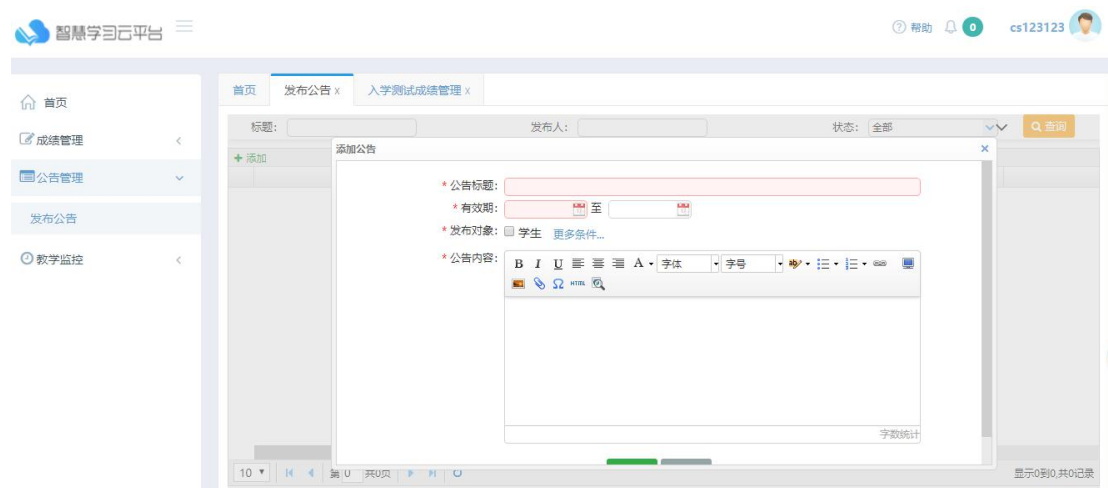 智慧学习云平台
帮助 0 cs123123
首页 发布公告 x 入学测试成绩管理 x
首页
成绩管理
公告管理
发布公告
教学监控
标题: 发布人: 状态: 全部 查询
添加
添加公告 ×
* 公告标题:
* 有效期: 至
* 发布对象: 学生 更多条件...
* 公告内容:
B I U A 字体 字号
HTML
字数统计
10 第 0 共0页 显示0到0,共0记录